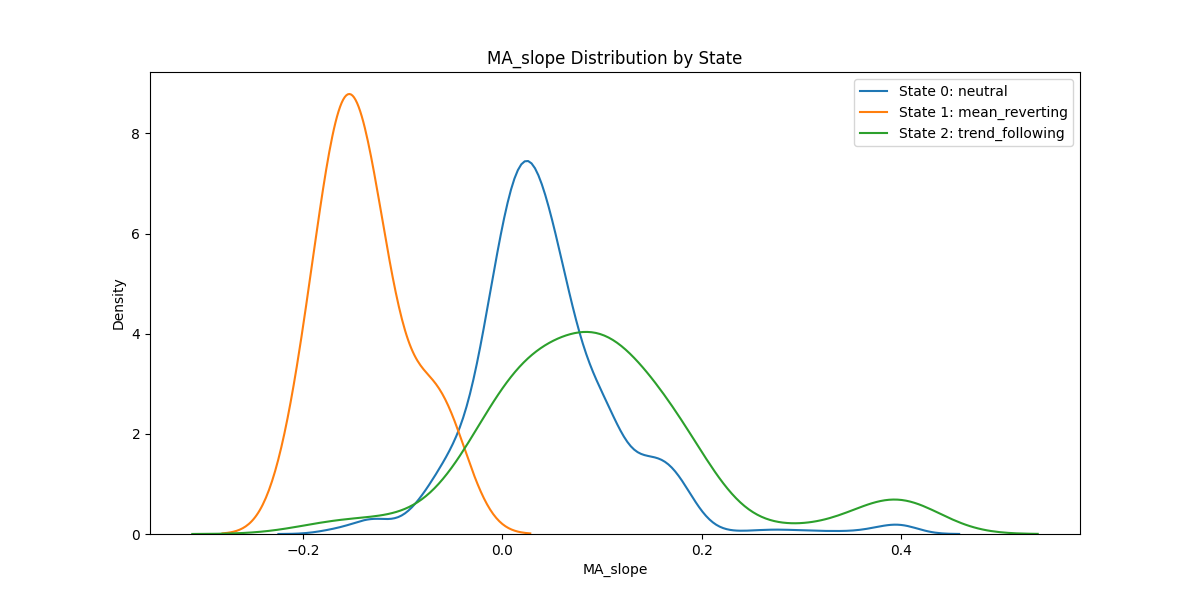 MA_slope Distribution by State
State 0: neutral
State 1: mean_reverting
State 2: trend_following
Density
8
6
4
2
0
−0.2
0.0
0.2
0.4
MA_slope